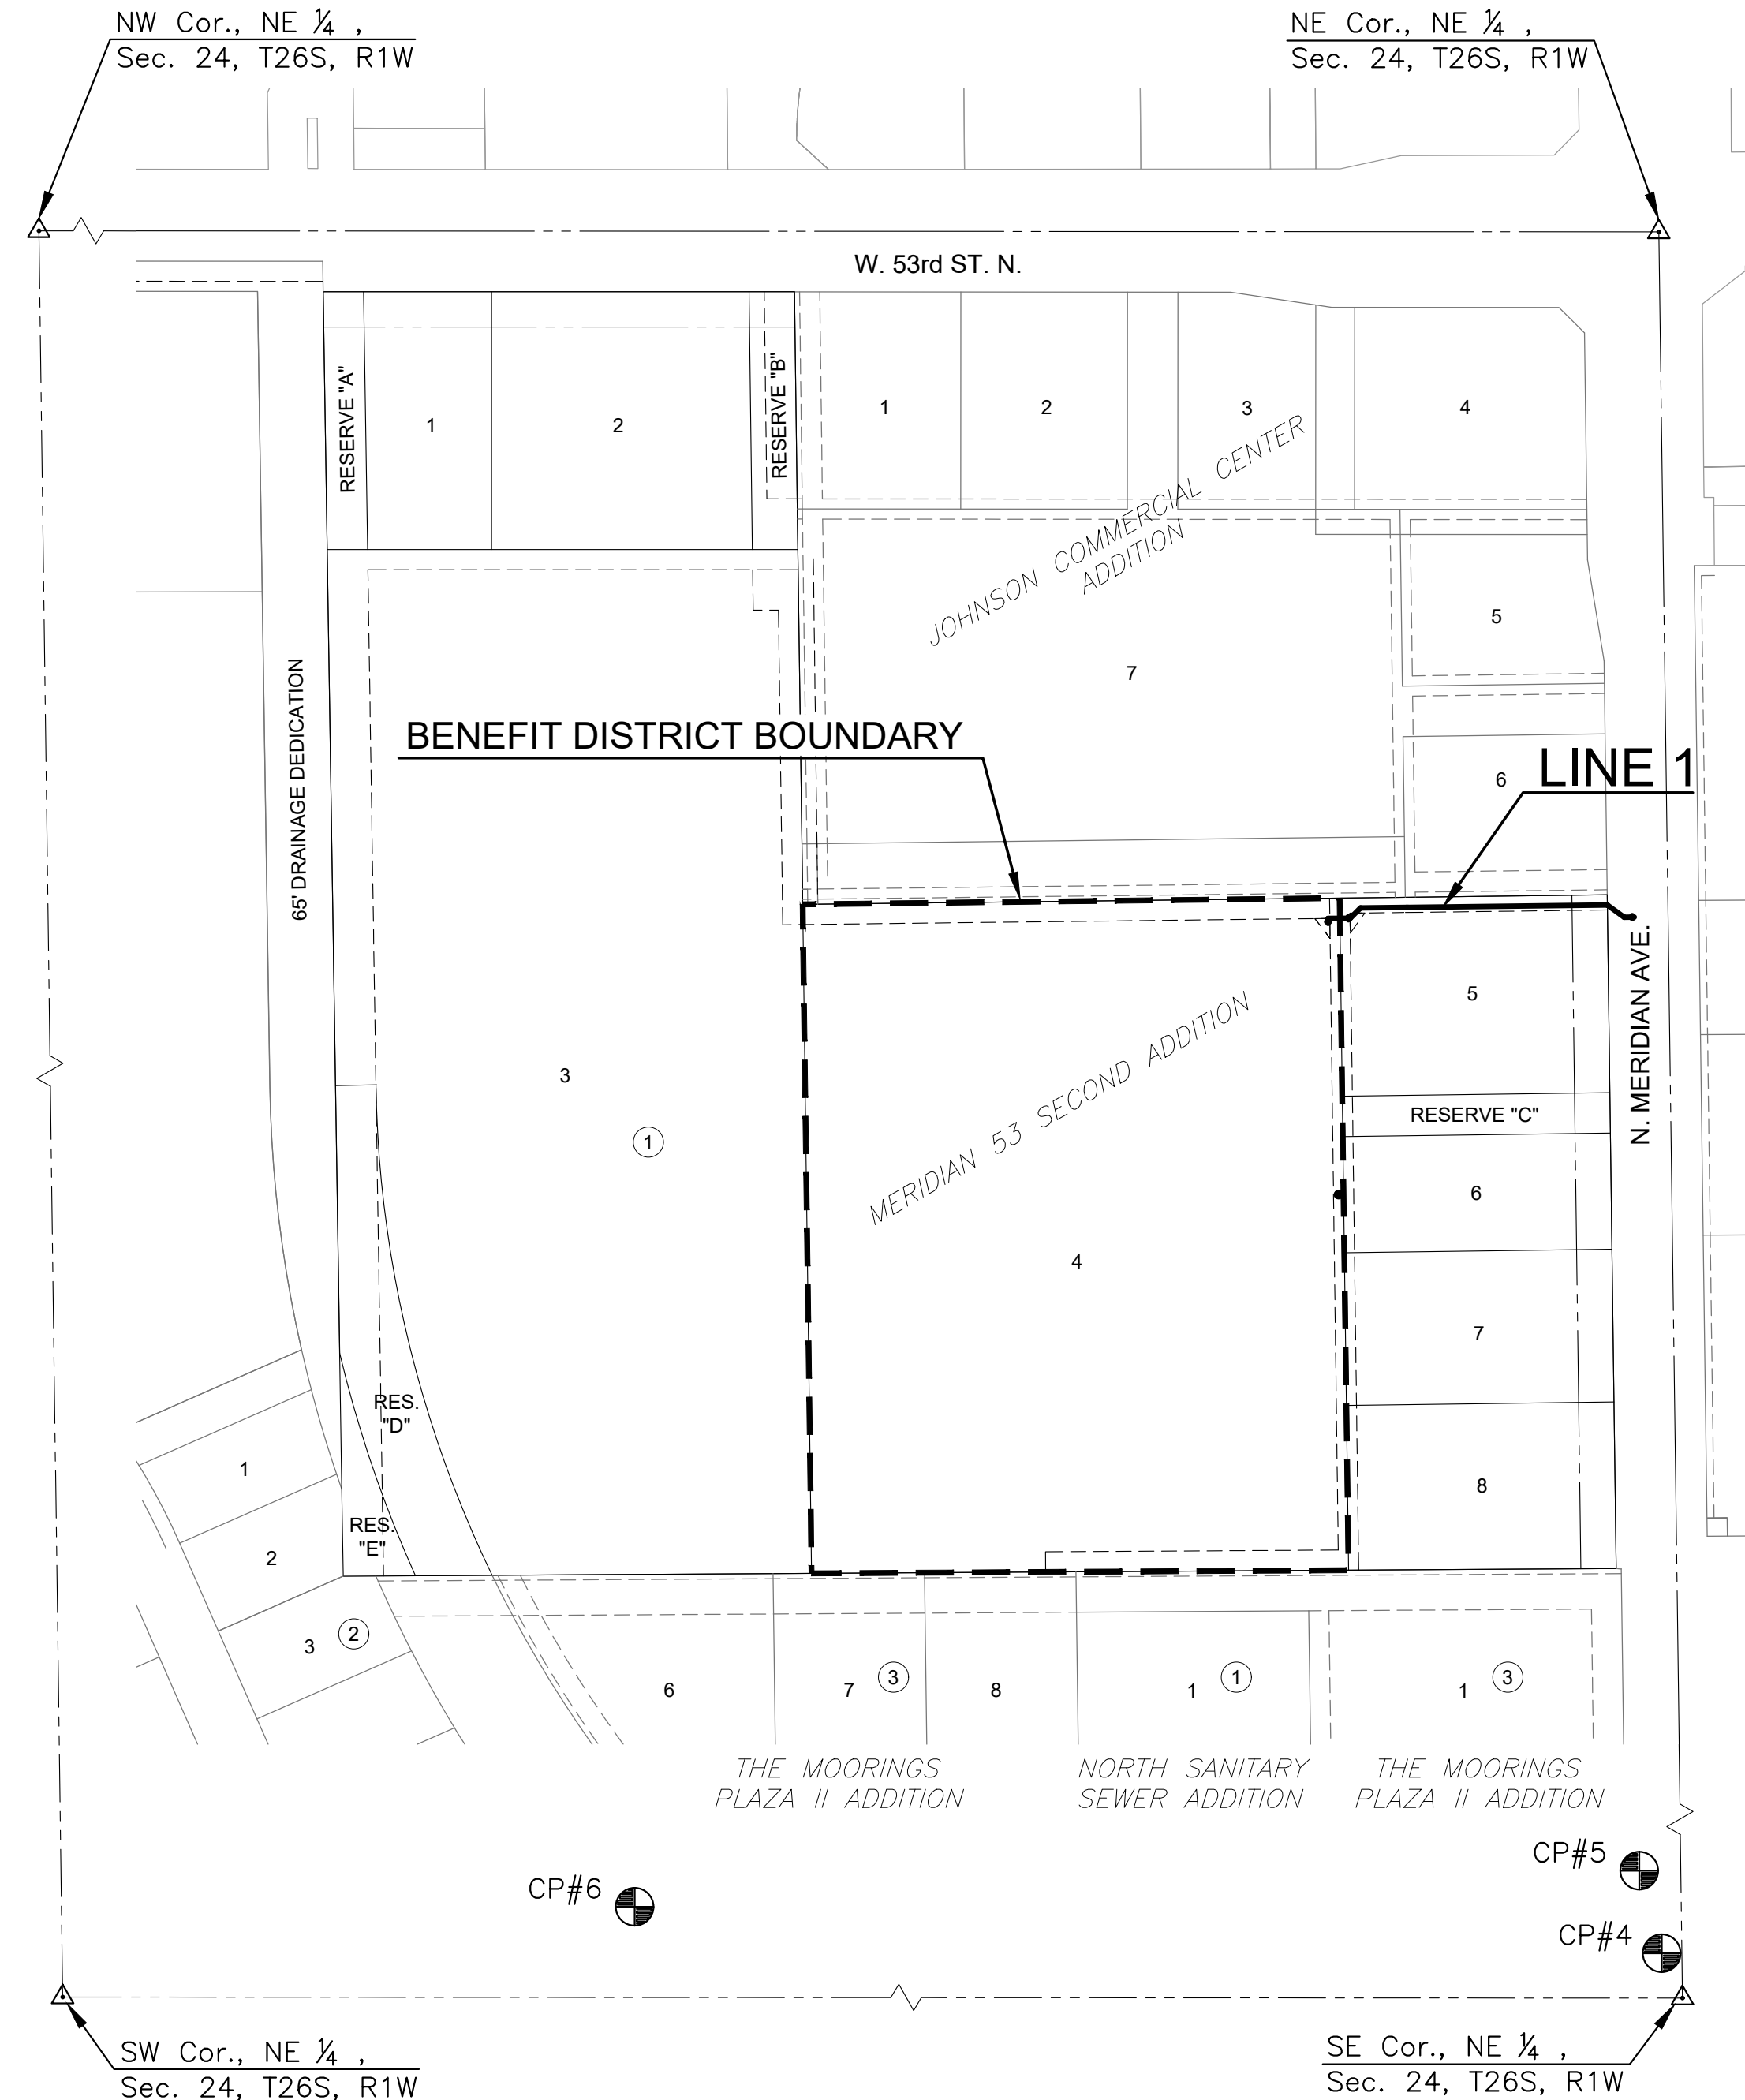 NW Cor., NE ¼ ,
Sec. 24, T26S, R1W
NE Cor., NE ¼ ,
Sec. 24, T26S, R1W
W. 53rd ST. N.
RESERVE "A"
1
2
RESERVE "B"
1
2
3
4
JOHNSON COMMERCIAL CENTER
ADDITION
5
7
65' DRAINAGE DEDICATION
BENEFIT DISTRICT BOUNDARY
6
LINE 1
N. MERIDIAN AVE.
5
3
1
MERIDIAN 53 SECOND ADDITION
RESERVE "C"
6
4
7
RES.
"D"
1
8
RES.
"E"
2
3
2
6
7
3
8
1
1
1
3
THE MOORINGS
PLAZA II ADDITION
NORTH SANITARY
SEWER ADDITION
THE MOORINGS
PLAZA II ADDITION
CP#5
CP#6
CP#4
SW Cor., NE ¼ ,
Sec. 24, T26S, R1W
SE Cor., NE ¼ ,
Sec. 24, T26S, R1W